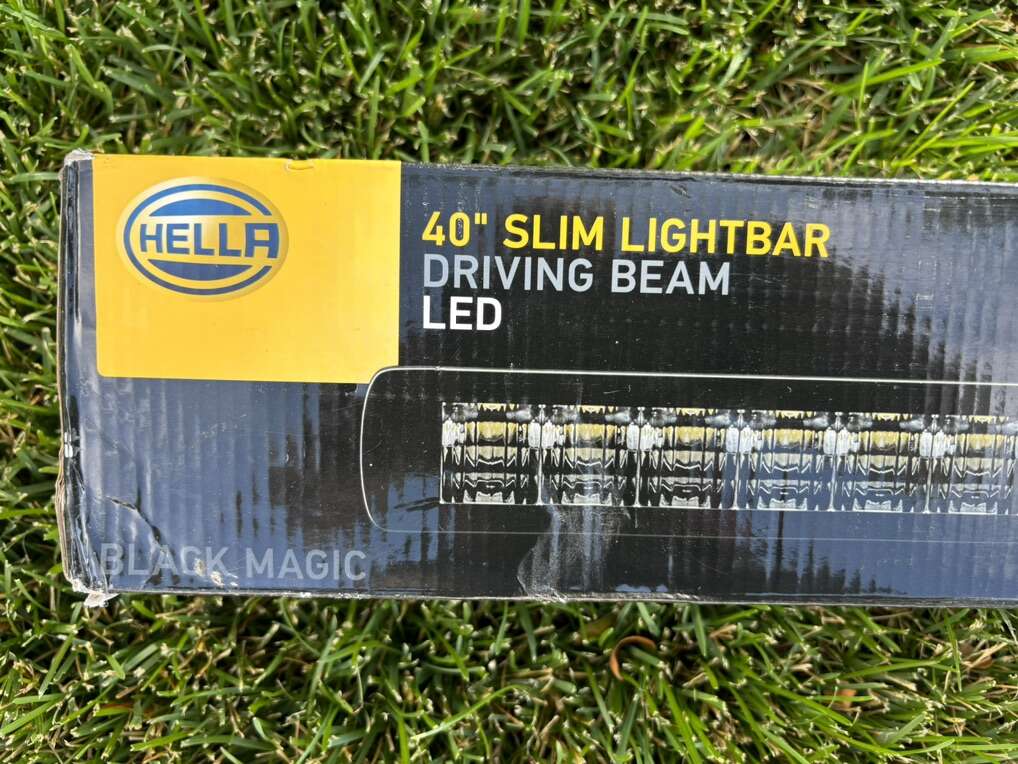 HELLA
40" SLIM LIGHTBAR
DRIVING BEAM
LED
BLACK MAGIC